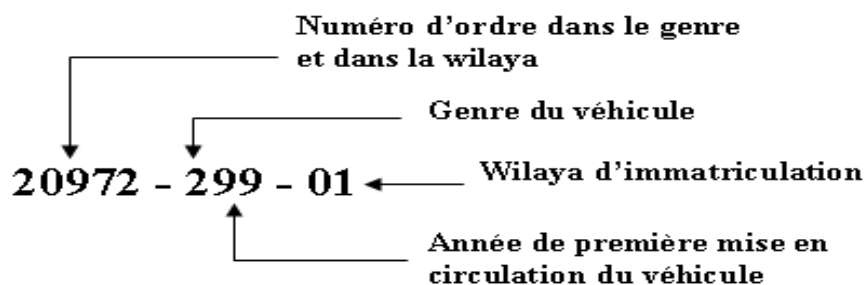 Numéro d'ordre dans le genre
et dans la wilaya
Genre du véhicule
20972 - 299 - 01
Wilaya d'immatriculation
Année de première mise en
circulation du véhicule